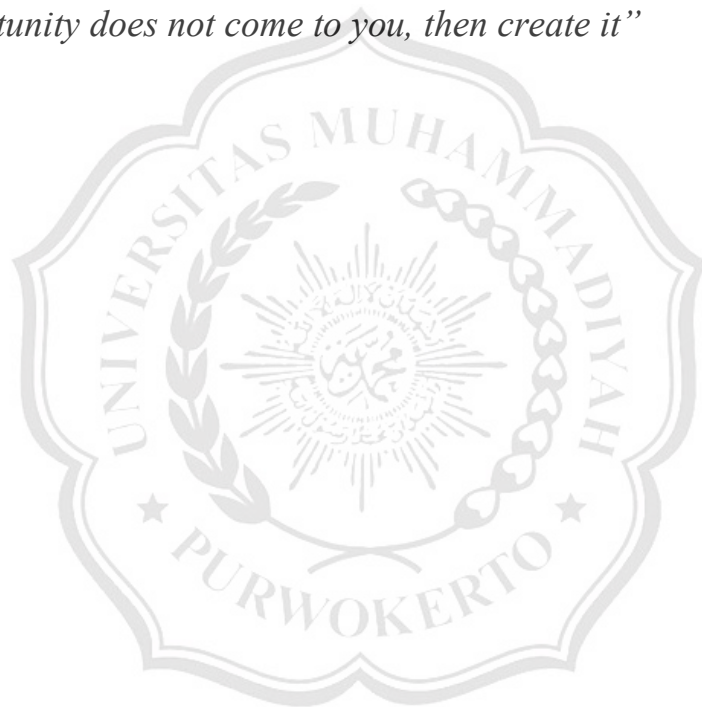 tunity does not come to you, then create it”
UNIVERSITAS MUHAMMADIYAH
PURWOKERTO